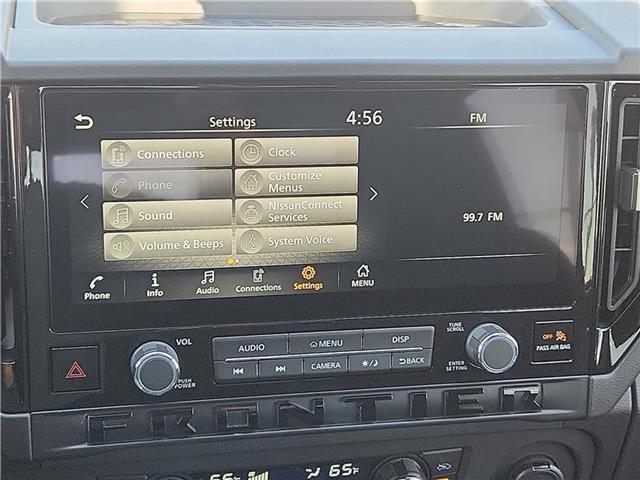 Settings
4:56
FM
Connections
Clock
Phone
Customize
Menus
Sound
NissanConnect
Services
Volume & Beeps
System Voice
99.7 FM
Phone
Info
Audio
Connections
Settings
MENU
VOL
PUSH
POWER
AUDIO
MENU
DISP
CAMERA
BACK
TUNE
SCROLL
ENTER
SETTING
OFF
PASS AIR BAG
FRONTIER
65
65